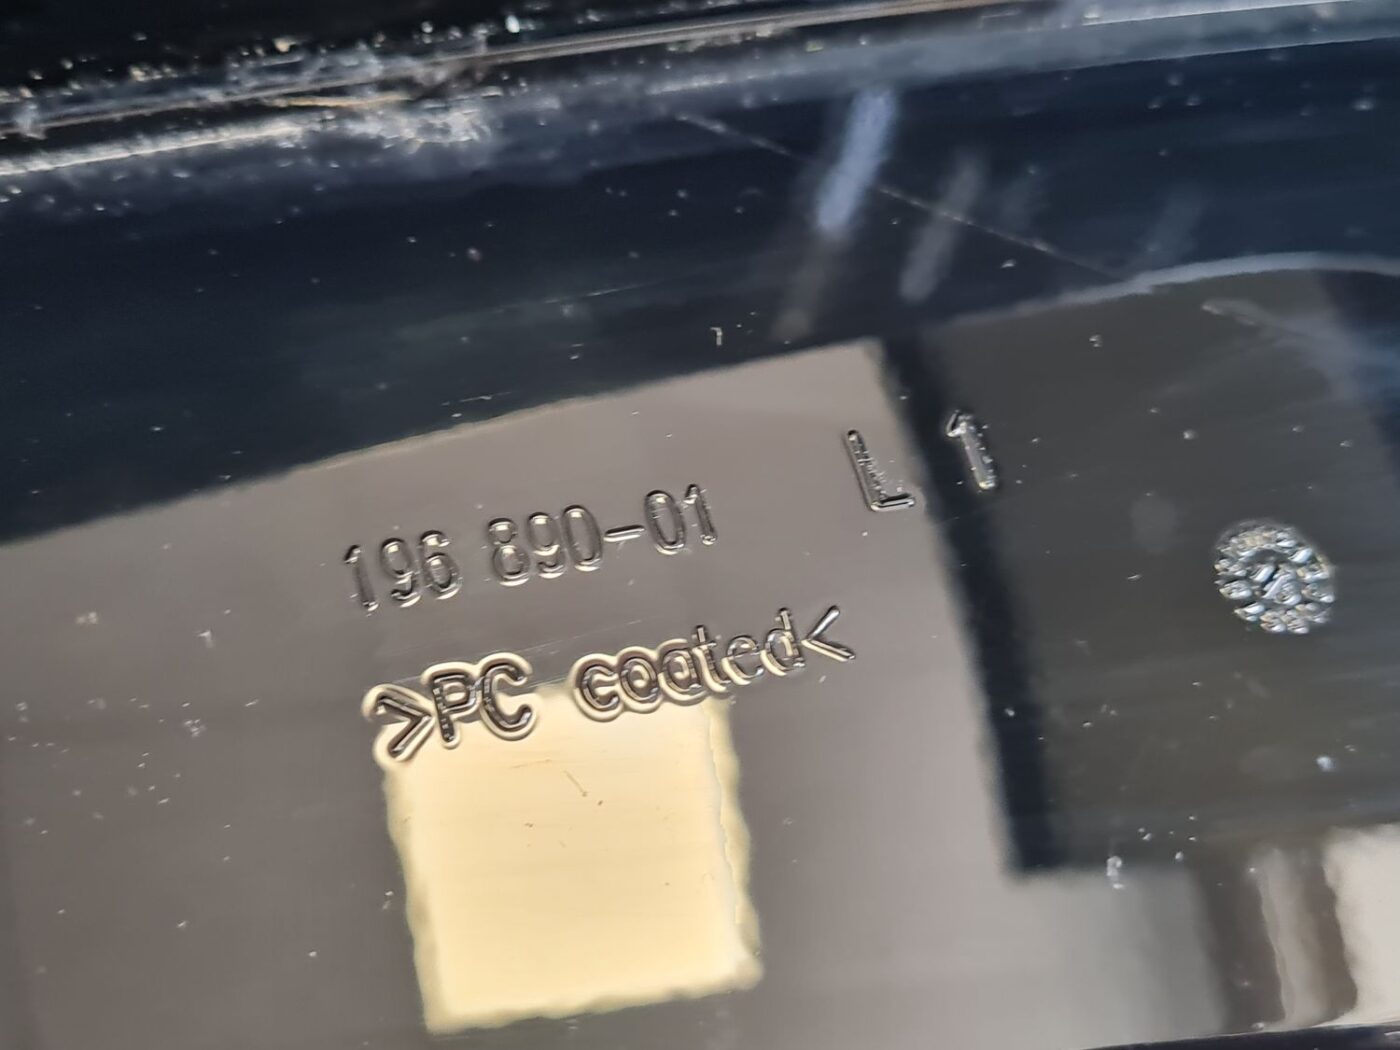 196 890-01 L 1
>PC coated<